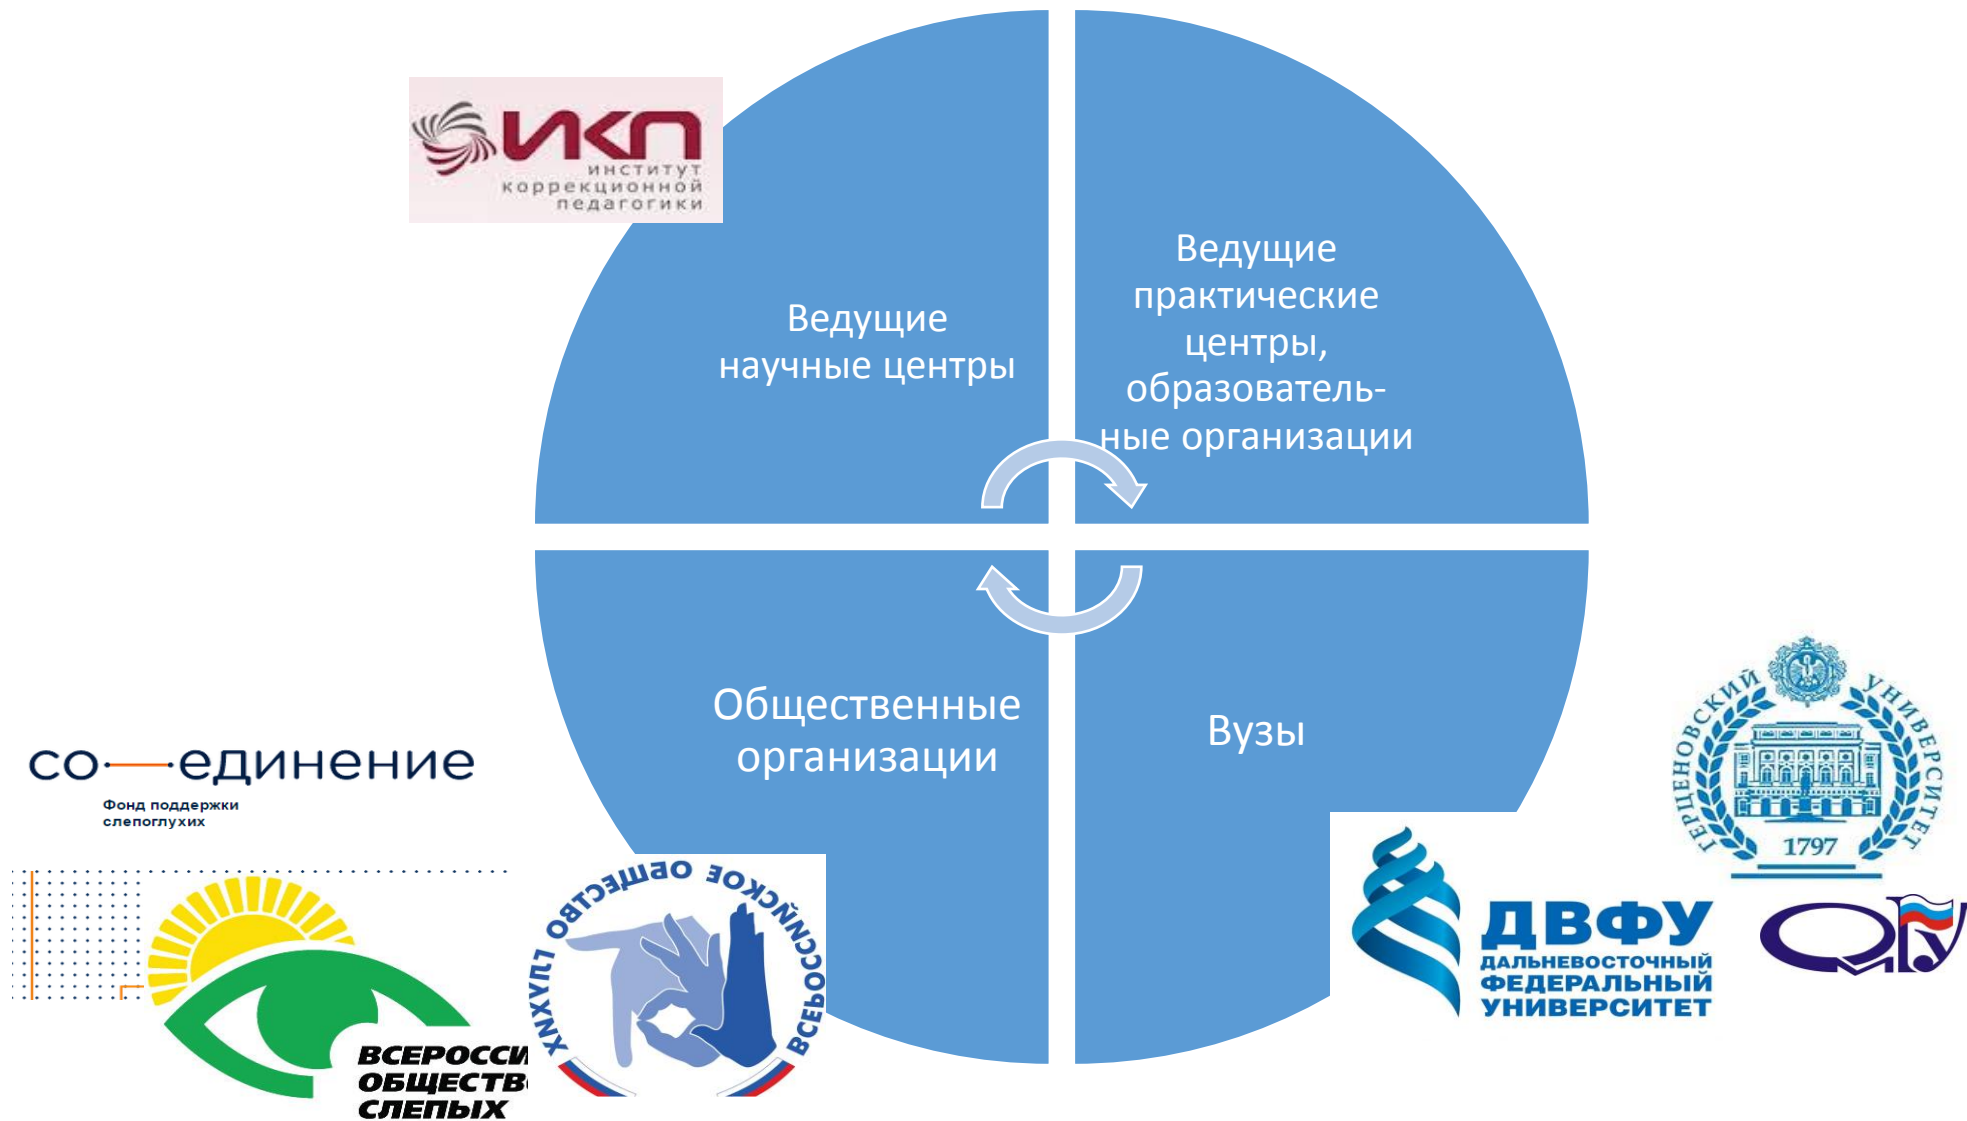 ИКП
ИНСТИТУТ
КОРРЕКЦИОННОЙ
ПЕДАГОГИКИ
Ведущие
научные центры
Ведущие
практические
центры,
образователь-
ные организации
Общественные
организации
Вузы
со-единение
Фонд поддержки
слепоглухих
ВСЕРОССИ
ОБЩЕСТВ
СЛЕПЫХ
ВСЕРОССИЙСКОЕ ОБЩЕСТВО ГЛУХИХ
ДВФУ
ДАЛЬНЕВОСТОЧНЫЙ
ФЕДЕРАЛЬНЫЙ
УНИВЕРСИТЕТ
ГЕРЦЕНОВСКИЙ УНИВЕРСИТЕТ
1797